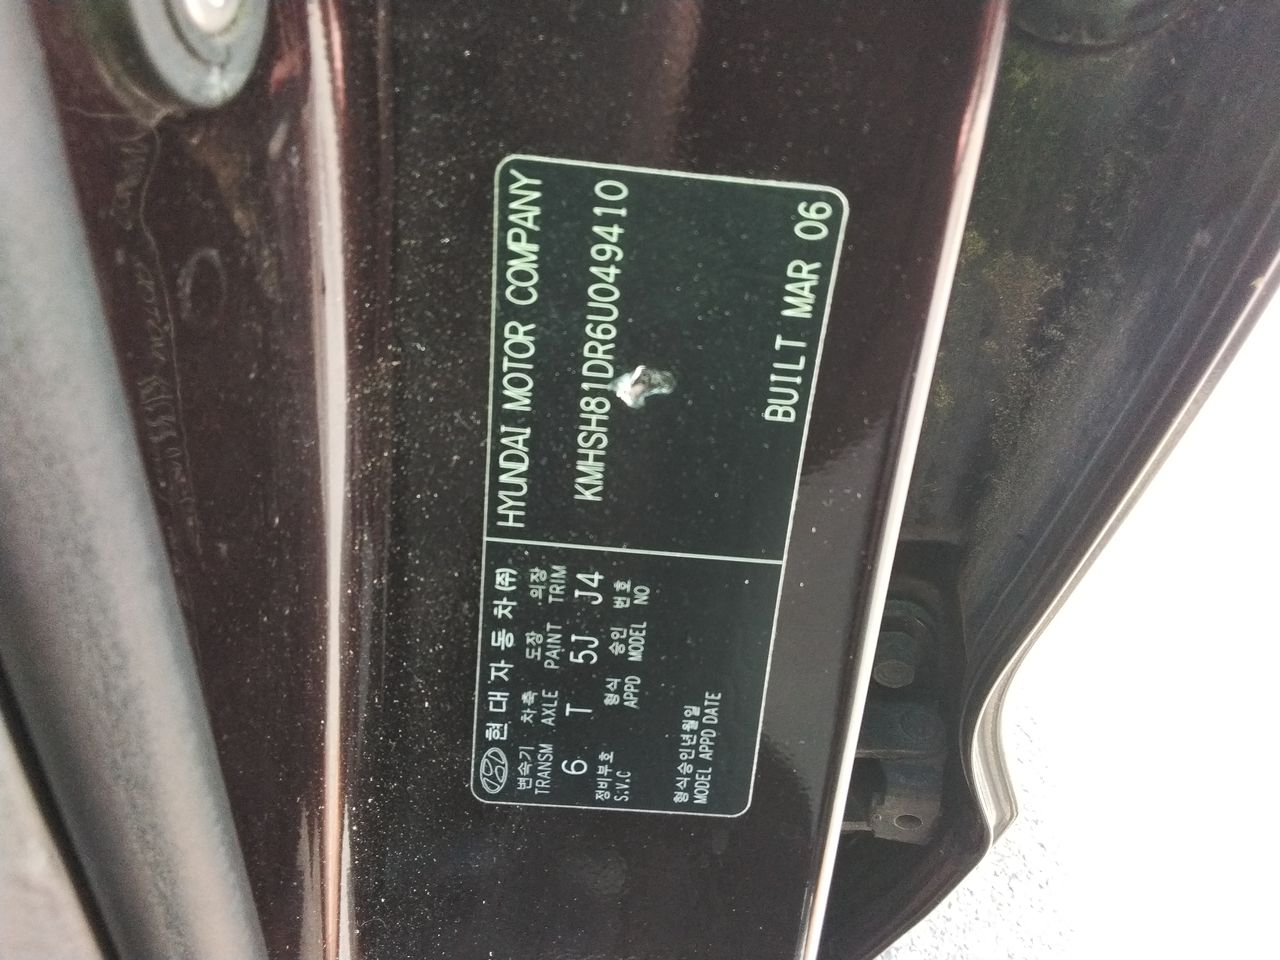 현대자동차(주)
HYUNDAI MOTOR COMPANY
변속기 차축 도장 의장
TRANSM AXLE PAINT TRIM
6 T 5J J4
KMHSH81DR6U049410
정비부호 형식 승인 번호
S.V.C APPD MODEL NO
형식승인년월일
MODEL APPD DATE
BUILT MAR 06